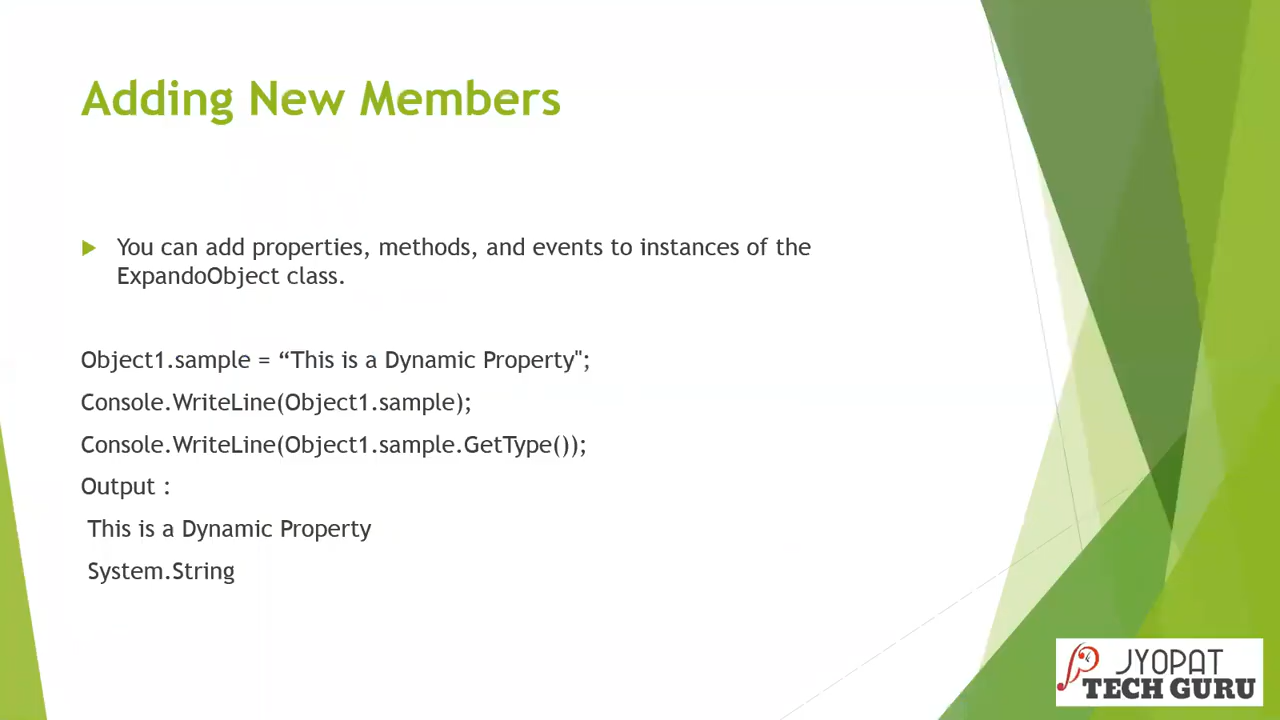 Adding New Members
You can add properties, methods, and events to instances of the
ExpandoObject class.
Object1.sample = “This is a Dynamic Property";
Console.WriteLine(Object1.sample);
Console.WriteLine(Object1.sample.GetType());
Output :
This is a Dynamic Property
System.String
JYOPAT
TECH GURU